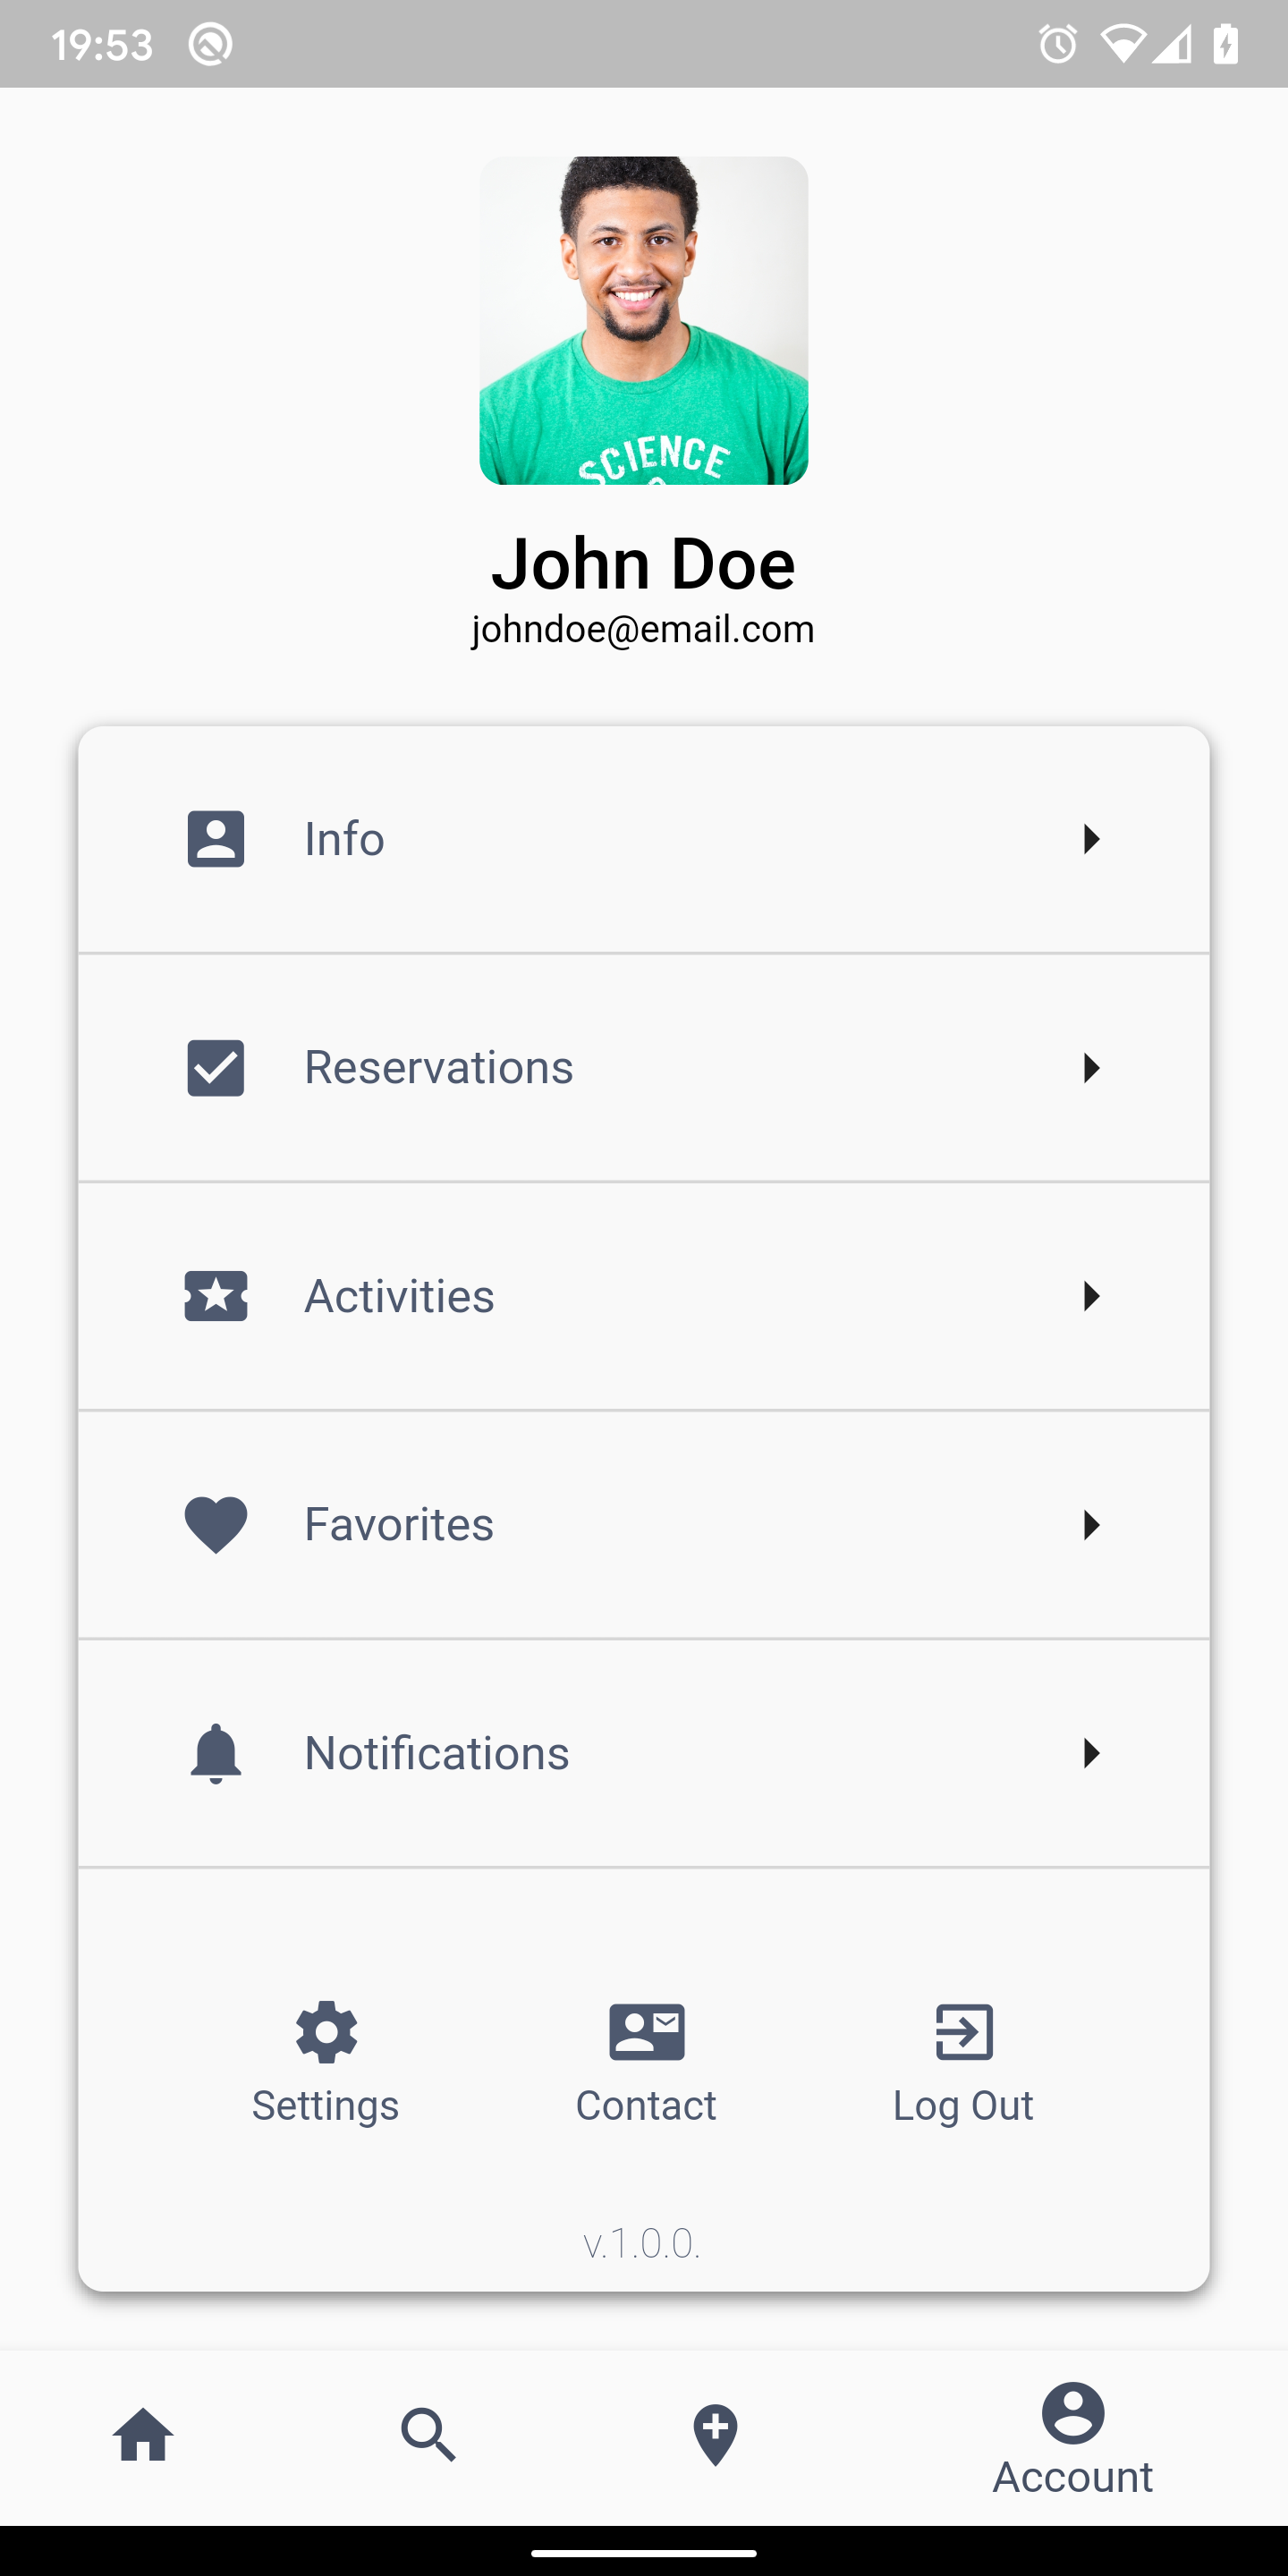 19:53
SCIENCE
John Doe
johndoe@email.com
Info
Reservations
Activities
Favorites
Notifications
Settings Contact Log Out
v.1.0.0.
Account